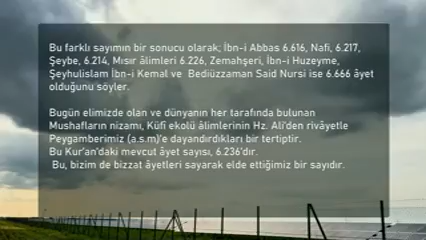 Bu farklı sayımın bir sonucu olarak; İbn-i Abbas 6.616, Nafi, 6.217,
Şeybe, 6.214, Mısır âlimleri 6.226, Zemahşeri, İbn-i Huzeyme,
Şeyhulislam İbn-i Kemal ve Bediüzzaman Said Nursi ise 6.666 âyet
olduğunu söyler.
Bugün elimizde olan ve dünyanın her tarafında bulunan
Mushafların nizamı, Kûfî ekolü âlimlerinin Hz. Ali'den rivâyetle
Peygamberimiz (a.s.m)'e dayandırdıkları bir tertiptir.
Bu Kur'an'daki mevcut âyet sayısı, 6.236'dır.
Bu, bizim de bizzat âyetleri sayarak elde ettiğimiz bir sayıdır.